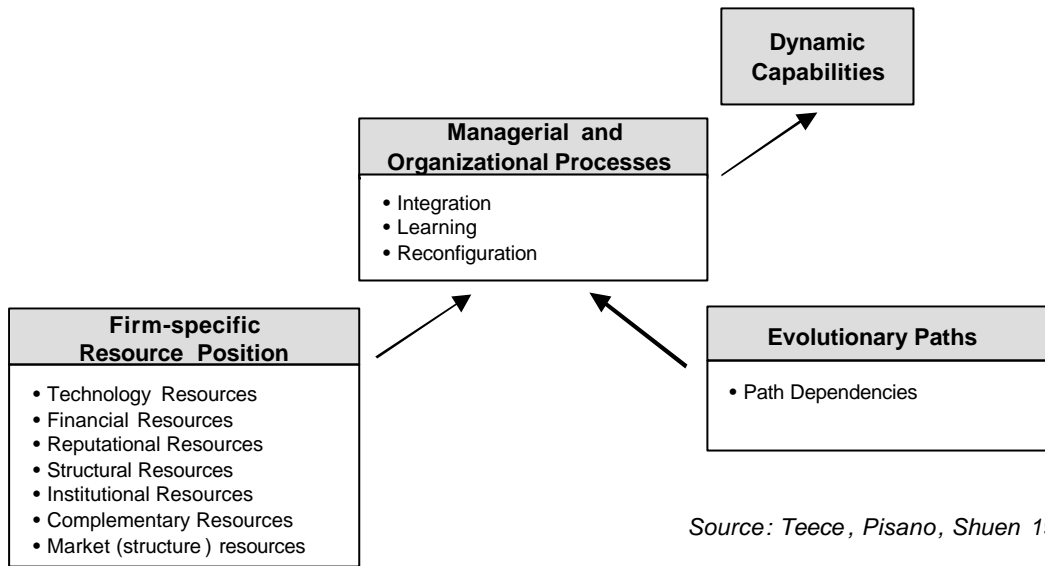 Dynamic
Capabilities
Managerial and
Organizational Processes
• Integration
• Learning
• Reconfiguration
Firm-specific
Resource Position
• Technology Resources
• Financial Resources
• Reputational Resources
• Structural Resources
• Institutional Resources
• Complementary Resources
• Market (structure) resources
Evolutionary Paths
• Path Dependencies
Source: Teece, Pisano, Shuen